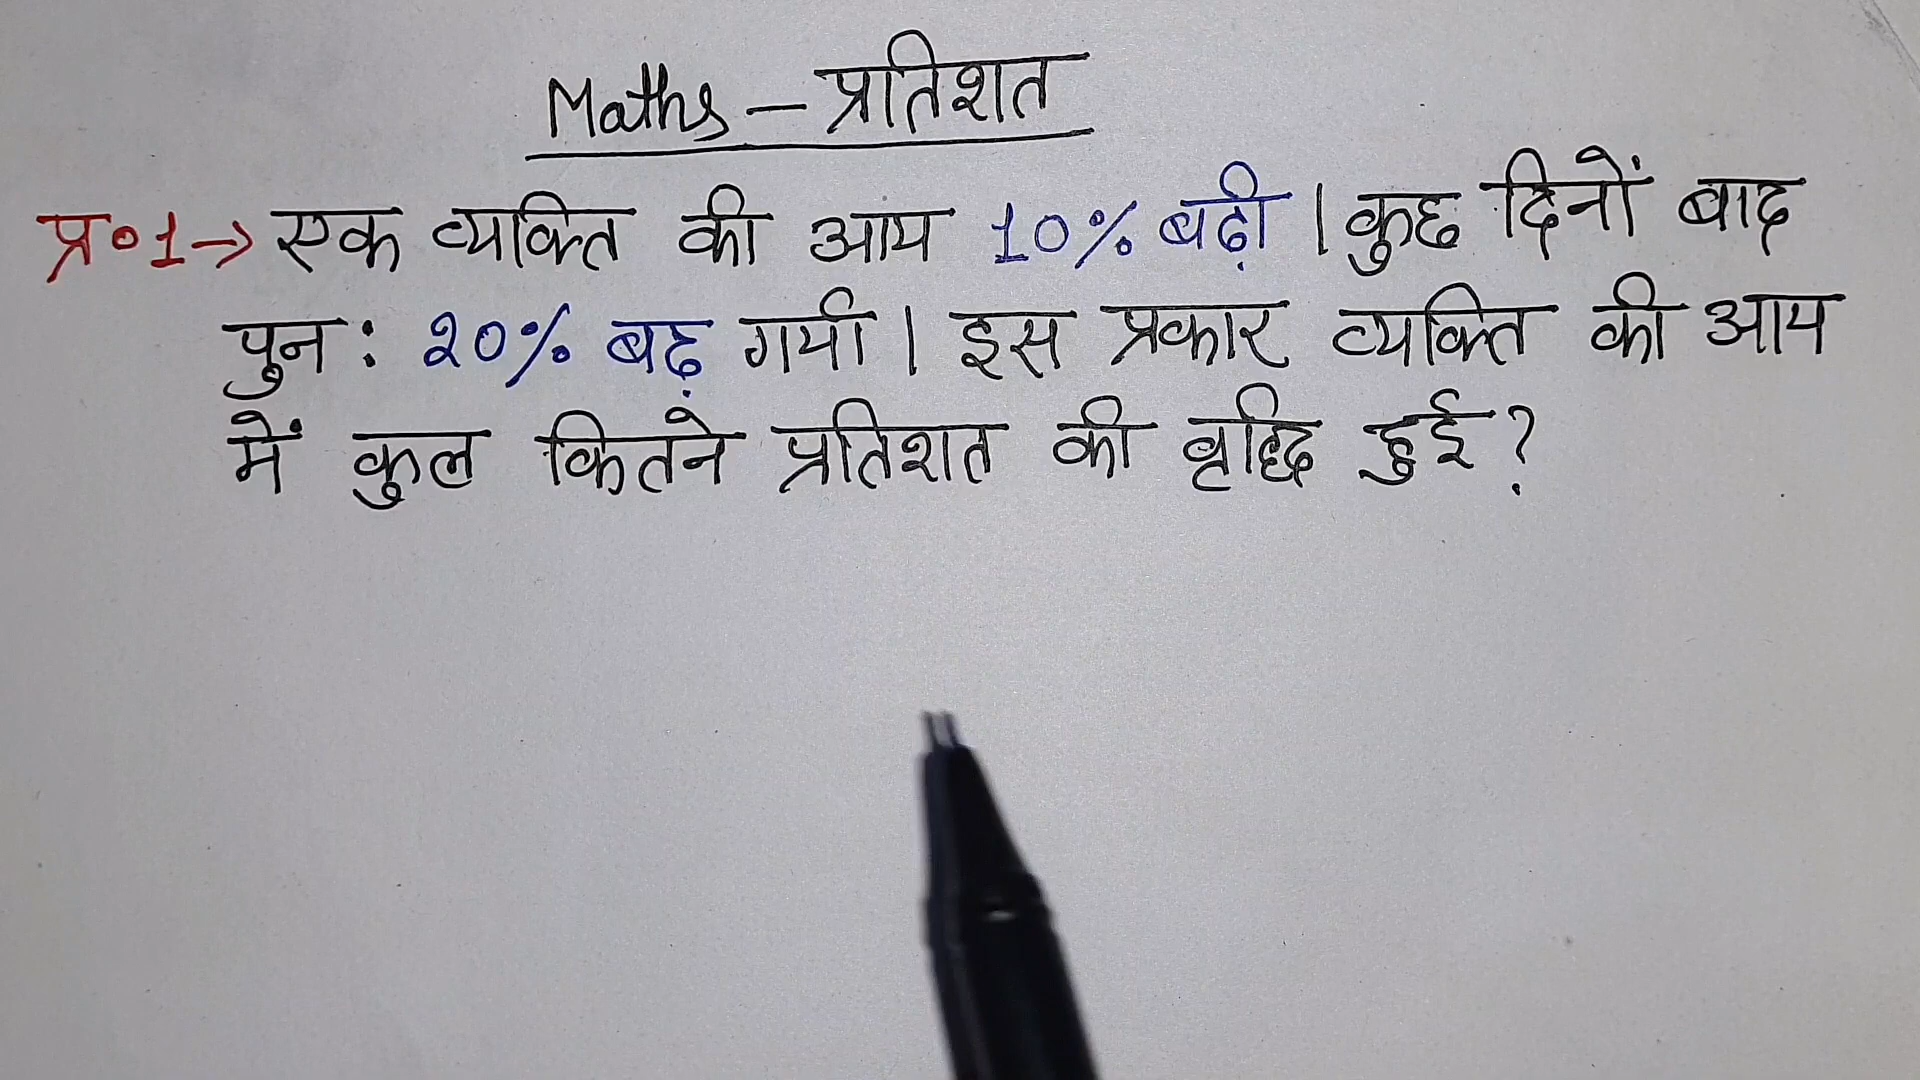 Maths – प्रतिशत
प्र॰1→ एक व्यक्ति की आय 10% बढ़ी । कुछ दिनों बाद
पुन: 20% बढ़ गयी । इस प्रकार व्यक्ति की आय
में कुल कितने प्रतिशत की वृद्धि हुई ?